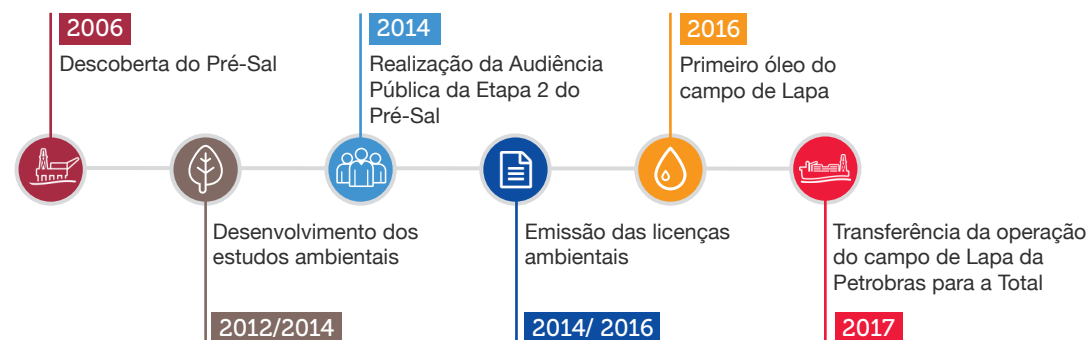 2006
Descoberta do Pré-Sal
2012/2014
Desenvolvimento dos
estudos ambientais
2014
Realização da Audiência
Pública da Etapa 2 do
Pré-Sal
2014/ 2016
Emissão das licenças
ambientais
2016
Primeiro óleo do
campo de Lapa
2017
Transferência da operação
do campo de Lapa da
Petrobras para a Total